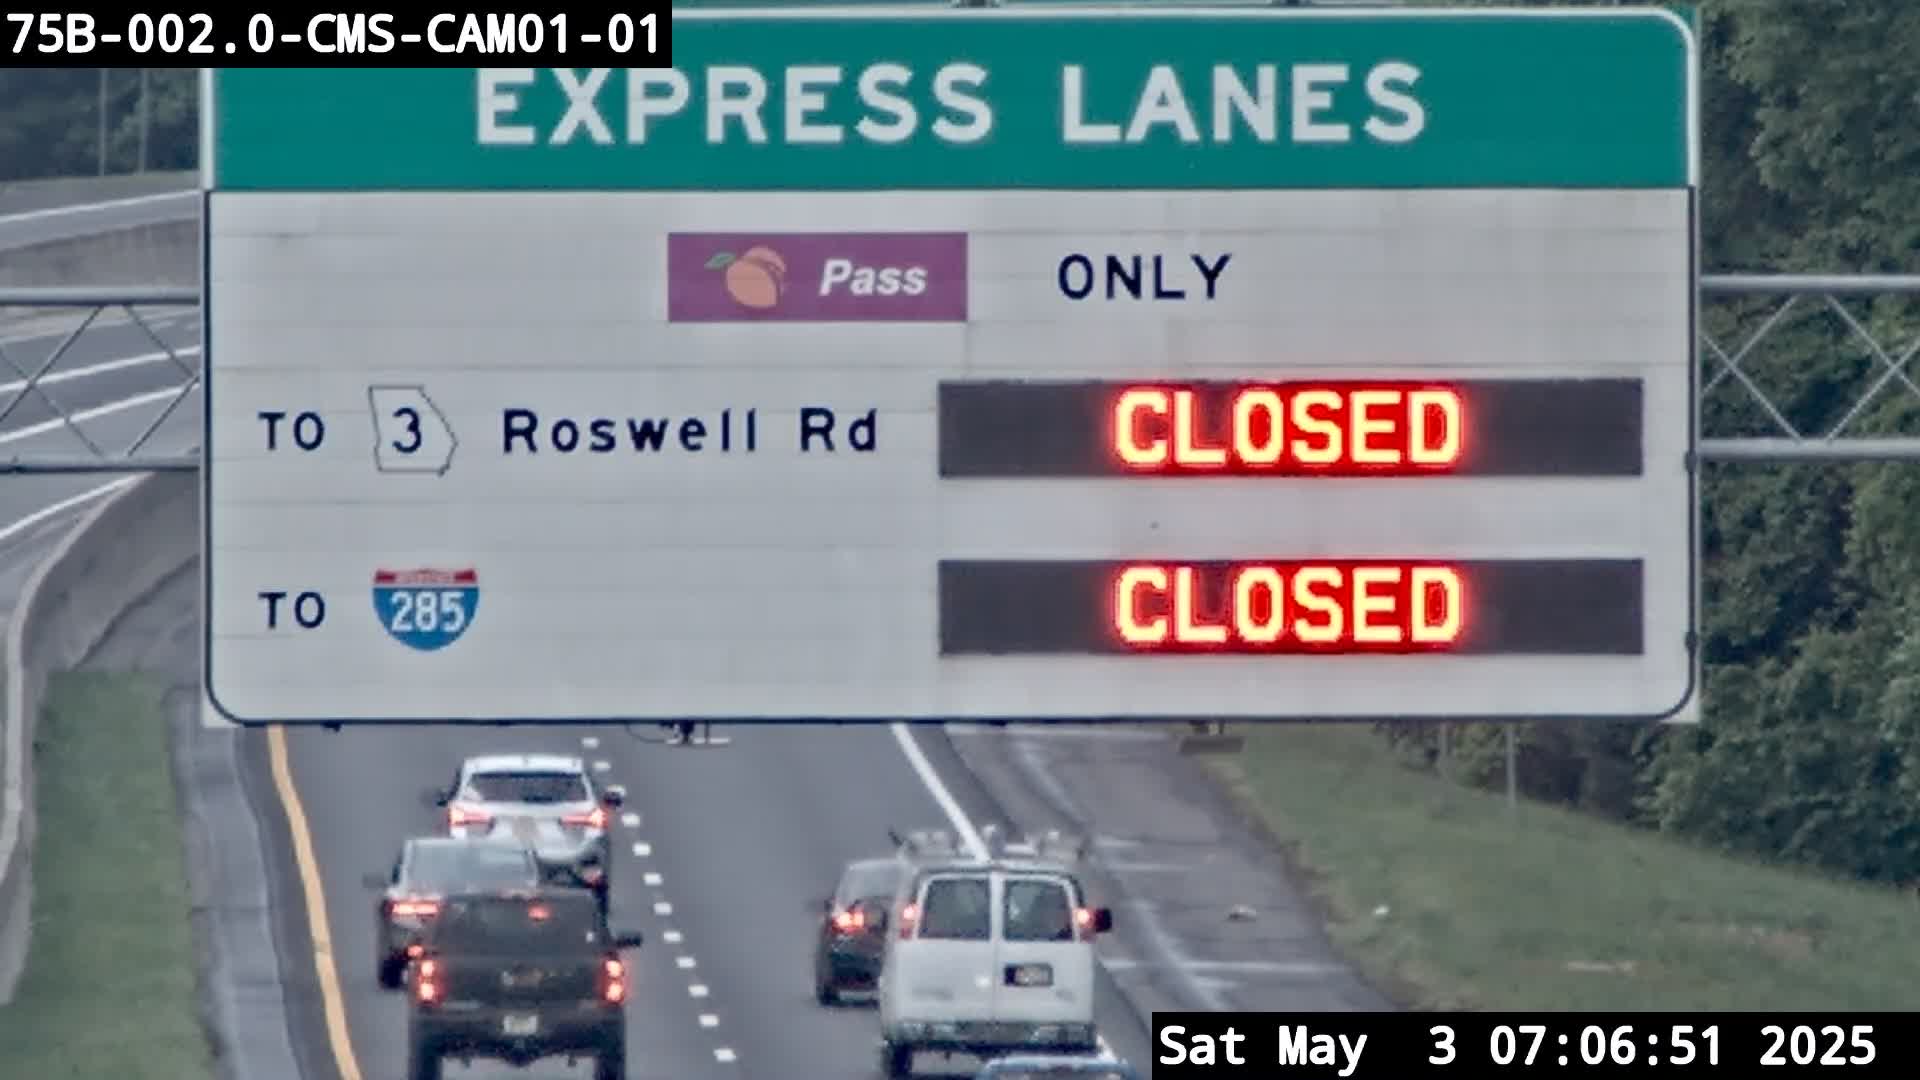 75B-002.0-CMS-CAM01-01
EXPRESS LANES
Pass ONLY
TO 3 Roswell Rd CLOSED
TO 285 CLOSED
Sat May 3 07:06:51 2025